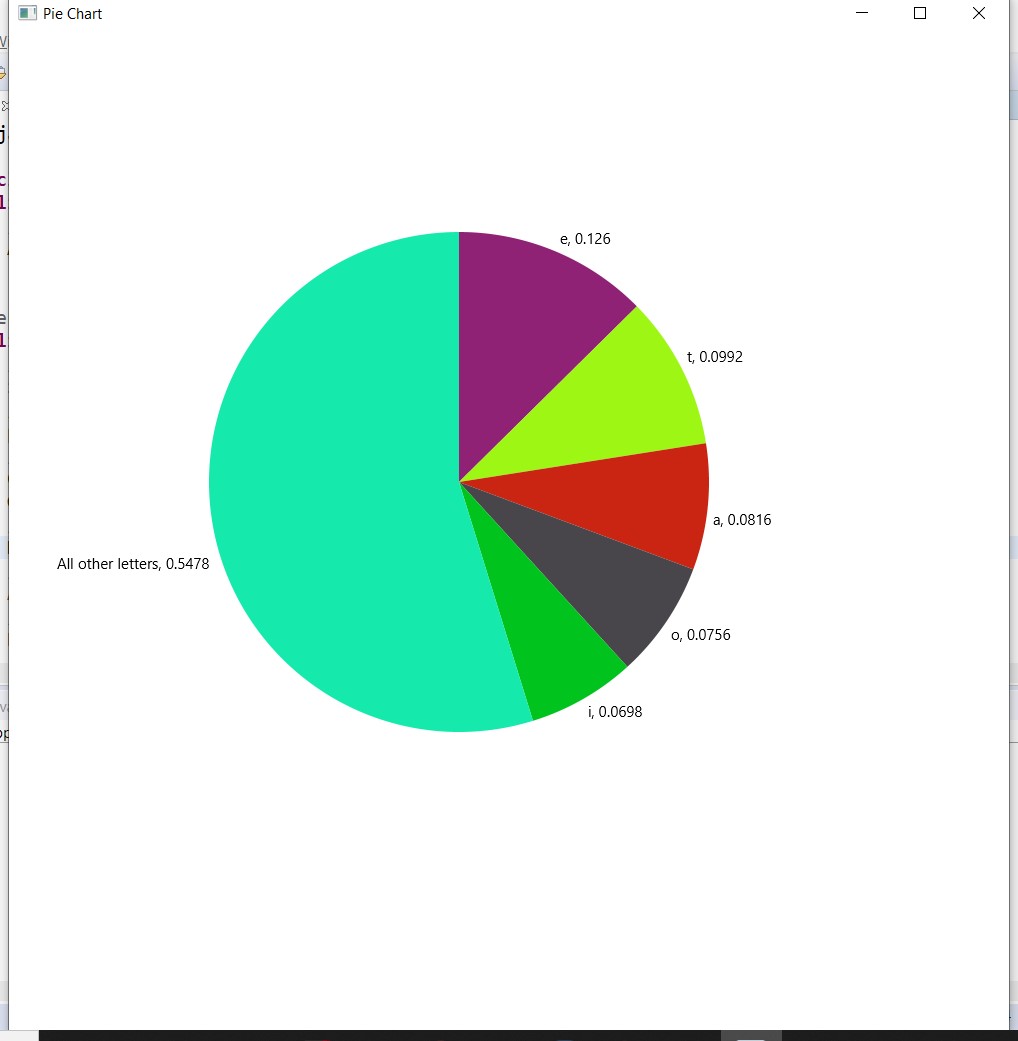 Pie Chart
e, 0.126
t, 0.0992
a, 0.0816
All other letters, 0.5478
o, 0.0756
i, 0.0698